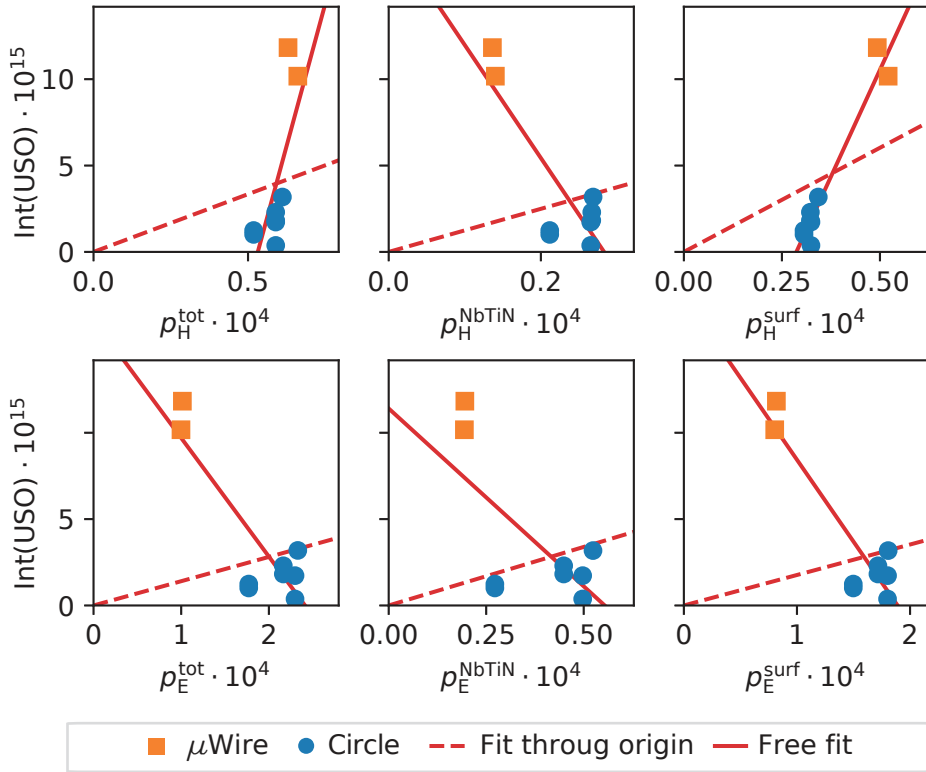 Int(USO) · 10^15
10
5
0
0.0 0.5
p_H^tot · 10^4
0.0 0.2
p_H^NbTiN · 10^4
0.00 0.25 0.50
p_H^surf · 10^4
Int(USO) · 10^15
10
5
0
0 1 2
p_E^tot · 10^4
0.00 0.25 0.50
p_E^NbTiN · 10^4
0 1 2
p_E^surf · 10^4
μWire Circle Fit throug origin Free fit